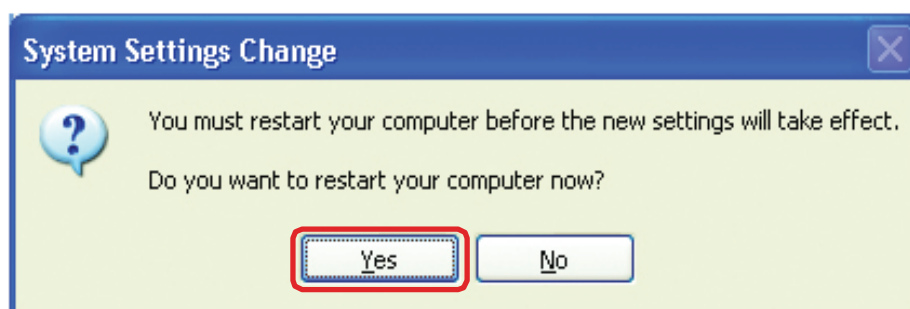 System Settings Change
You must restart your computer before the new settings will take effect.
Do you want to restart your computer now?
Yes No